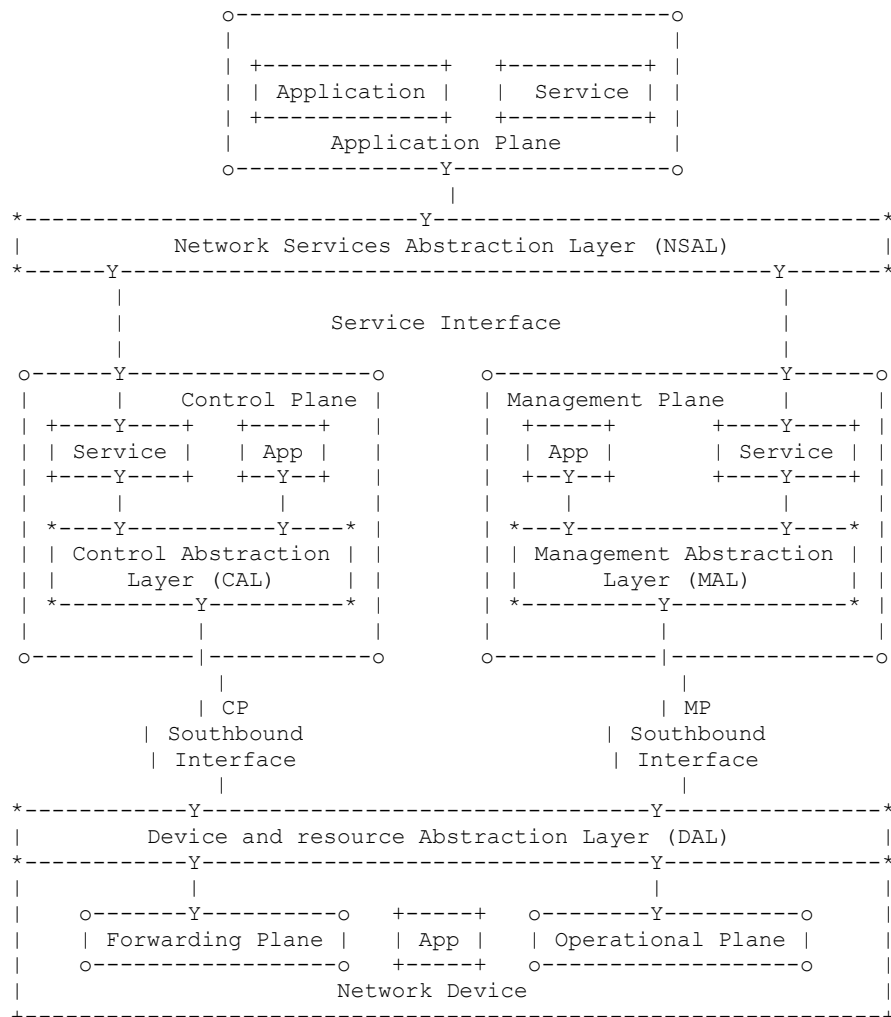 Application Service
Application Plane
Network Services Abstraction Layer (NSAL)
Service Interface
Control Plane Management Plane
Service App App Service
Control Abstraction Management Abstraction
Layer (CAL) Layer (MAL)
CP MP
Southbound Southbound
Interface Interface
Device and resource Abstraction Layer (DAL)
Forwarding Plane App Operational Plane
Network Device